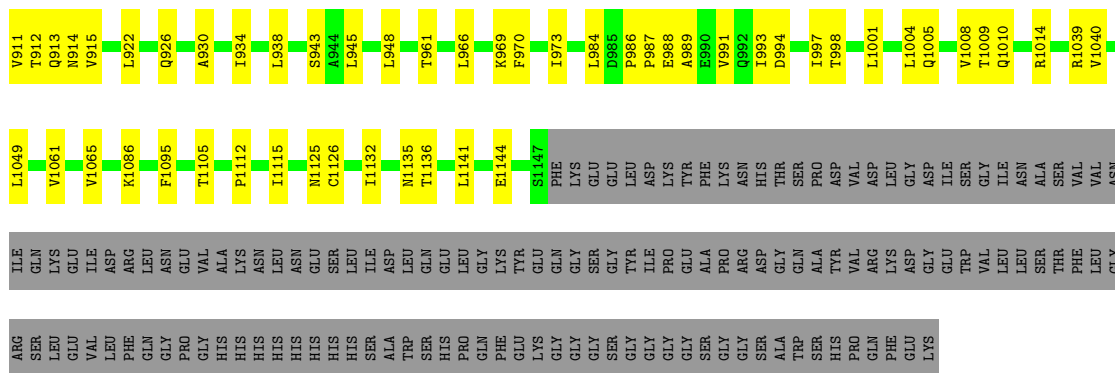 V911 T912 Q913 N914 V915 L922 Q926 A930 I934 L938 S943 A944 L945 L948 T961 L966 K969 F970 I973 L984 D985 P986 P987 E988 A989 E990 V991 Q992 I993 D994 I997 T998 L1001 L1004 Q1005 V1008 T1009 Q1010 R1014 R1039 V1040
L1049 V1061 V1065 K1086 F1095 T1105 P1112 I1115 N1125 C1126 I1132 N1135 T1136 L1141 E1144 S1147 PHE LYS GLU GLU LEU ASP LYS TYR PHE LYS ASN HIS THR SER PRO ASP VAL ASP LEU GLY ASP ILE SER GLY ILE ASN ALA SER VAL VAL ASN
ILE GLN LYS GLU ILE ASP ARG LEU ASN GLU VAL ALA LYS ASN LEU ASN GLU SER LEU ILE ASP LEU GLN GLU LEU GLY LYS TYR GLU GLN GLY SER GLY TYR ILE PRO GLU ALA PRO ARG ASP GLY GLN ALA TYR VAL ARG LYS ASP GLY GLU TRP VAL LEU LEU SER THR PHE LEU GLY
ARG SER LEU GLU VAL LEU PHE GLN GLY PRO GLY HIS HIS HIS HIS HIS HIS HIS HIS SER ALA TRP SER HIS PRO GLN PHE GLU LYS GLY GLY GLY SER GLY GLY GLY GLY SER GLY GLY SER ALA TRP SER HIS PRO GLN PHE GLU LYS